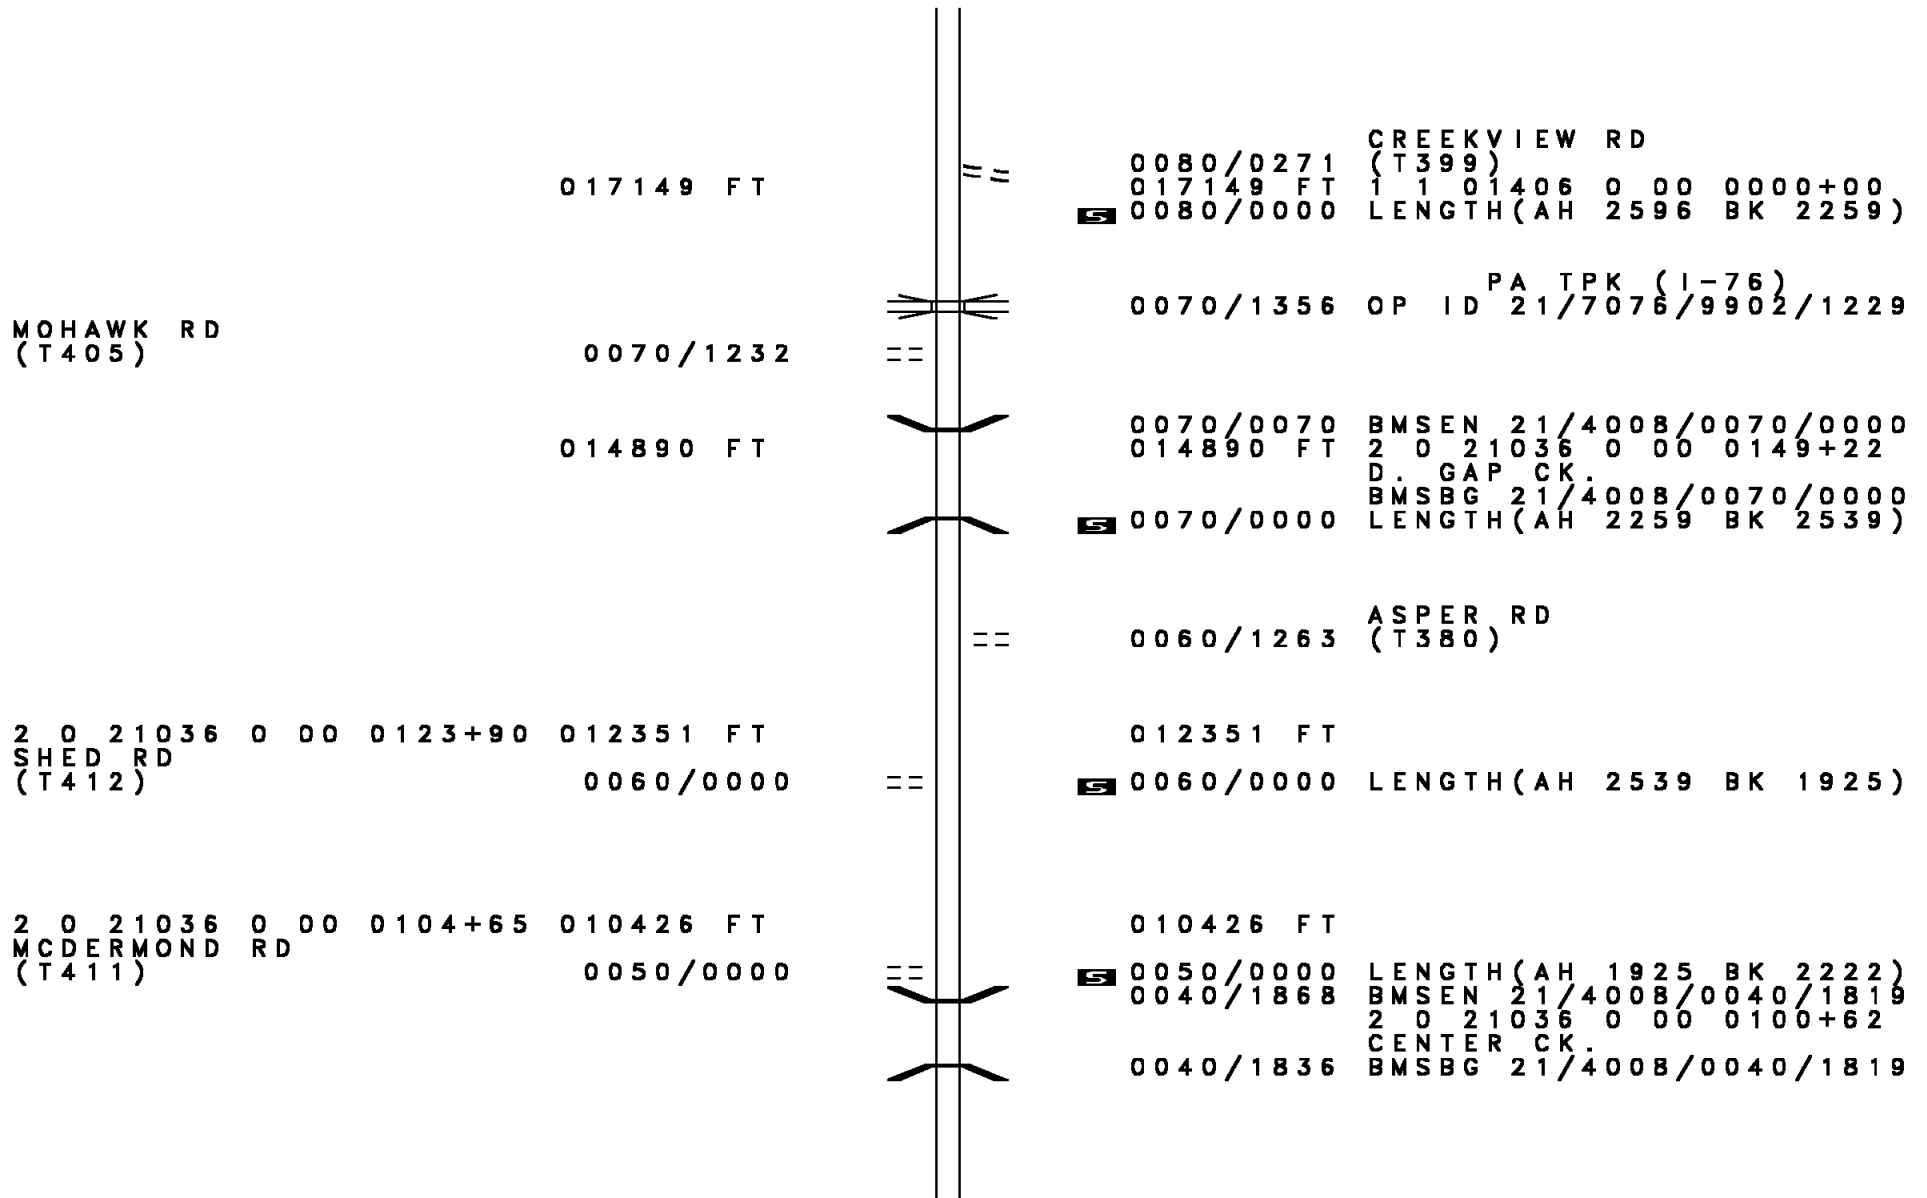 CREEKVIEW RD
0080/0271 (T399)
017149 FT 017149 FT 1 1 01406 0 00 0000+00
S 0080/0000 LENGTH(AH 2596 BK 2259)
PA TPK (I-76)
0070/1356 OP ID 21/7076/9902/1229
MOHAWK RD
(T405) 0070/1232
0070/0070 BMSEN 21/4008/0070/0000
014890 FT 014890 FT 2 0 21036 0 00 0149+22
D. GAP CK.
BMSBG 21/4008/0070/0000
S 0070/0000 LENGTH(AH 2259 BK 2539)
ASPER RD
0060/1263 (T380)
2 0 21036 0 00 0123+90 012351 FT 012351 FT
SHED RD
(T412) 0060/0000 S 0060/0000 LENGTH(AH 2539 BK 1925)
2 0 21036 0 00 0104+65 010426 FT 010426 FT
MCDERMOND RD
(T411) 0050/0000 S 0050/0000 LENGTH(AH 1925 BK 2222)
0040/1868 BMSEN 21/4008/0040/1819
2 0 21036 0 00 0100+62
CENTER CK.
0040/1836 BMSBG 21/4008/0040/1819